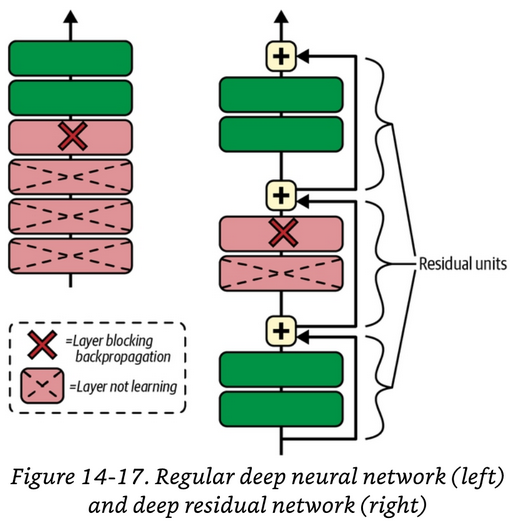 +
+
+
Residual units
=Layer blocking
backpropagation
=Layer not learning
Figure 14-17. Regular deep neural network (left)
and deep residual network (right)